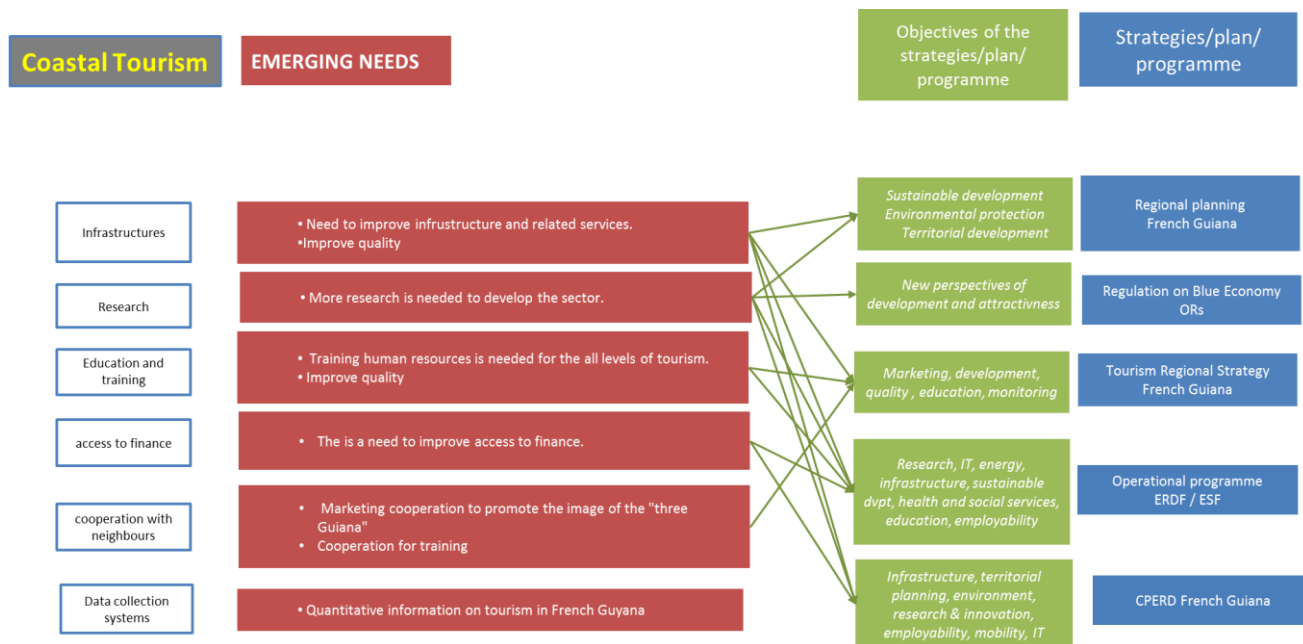 Coastal Tourism
EMERGING NEEDS
Objectives of the
strategies/plan/
programme
Strategies/plan/
programme
Infrastructures
• Need to improve infrastructure and related services.
•Improve quality
Sustainable development
Environmental protection
Territorial development
Regional planning
French Guiana
Research
• More research is needed to develop the sector.
New perspectives of
development and attractivness
Regulation on Blue Economy
ORs
Education and
training
• Training human resources is needed for the all levels of tourism.
• Improve quality
Marketing, development,
quality , education, monitoring
Tourism Regional Strategy
French Guiana
access to finance
• The is a need to improve access to finance.
Research, IT, energy,
infrastructure, sustainable
dvpt, health and social services,
education, employability
Operational programme
ERDF / ESF
cooperation with
neighbours
• Marketing cooperation to promote the image of the "three
Guiana"
• Cooperation for training
Data collection
systems
• Quantitative information on tourism in French Guyana
Infrastructure, territorial
planning, environment,
research & innovation,
employability, mobility, IT
CPERD French Guiana